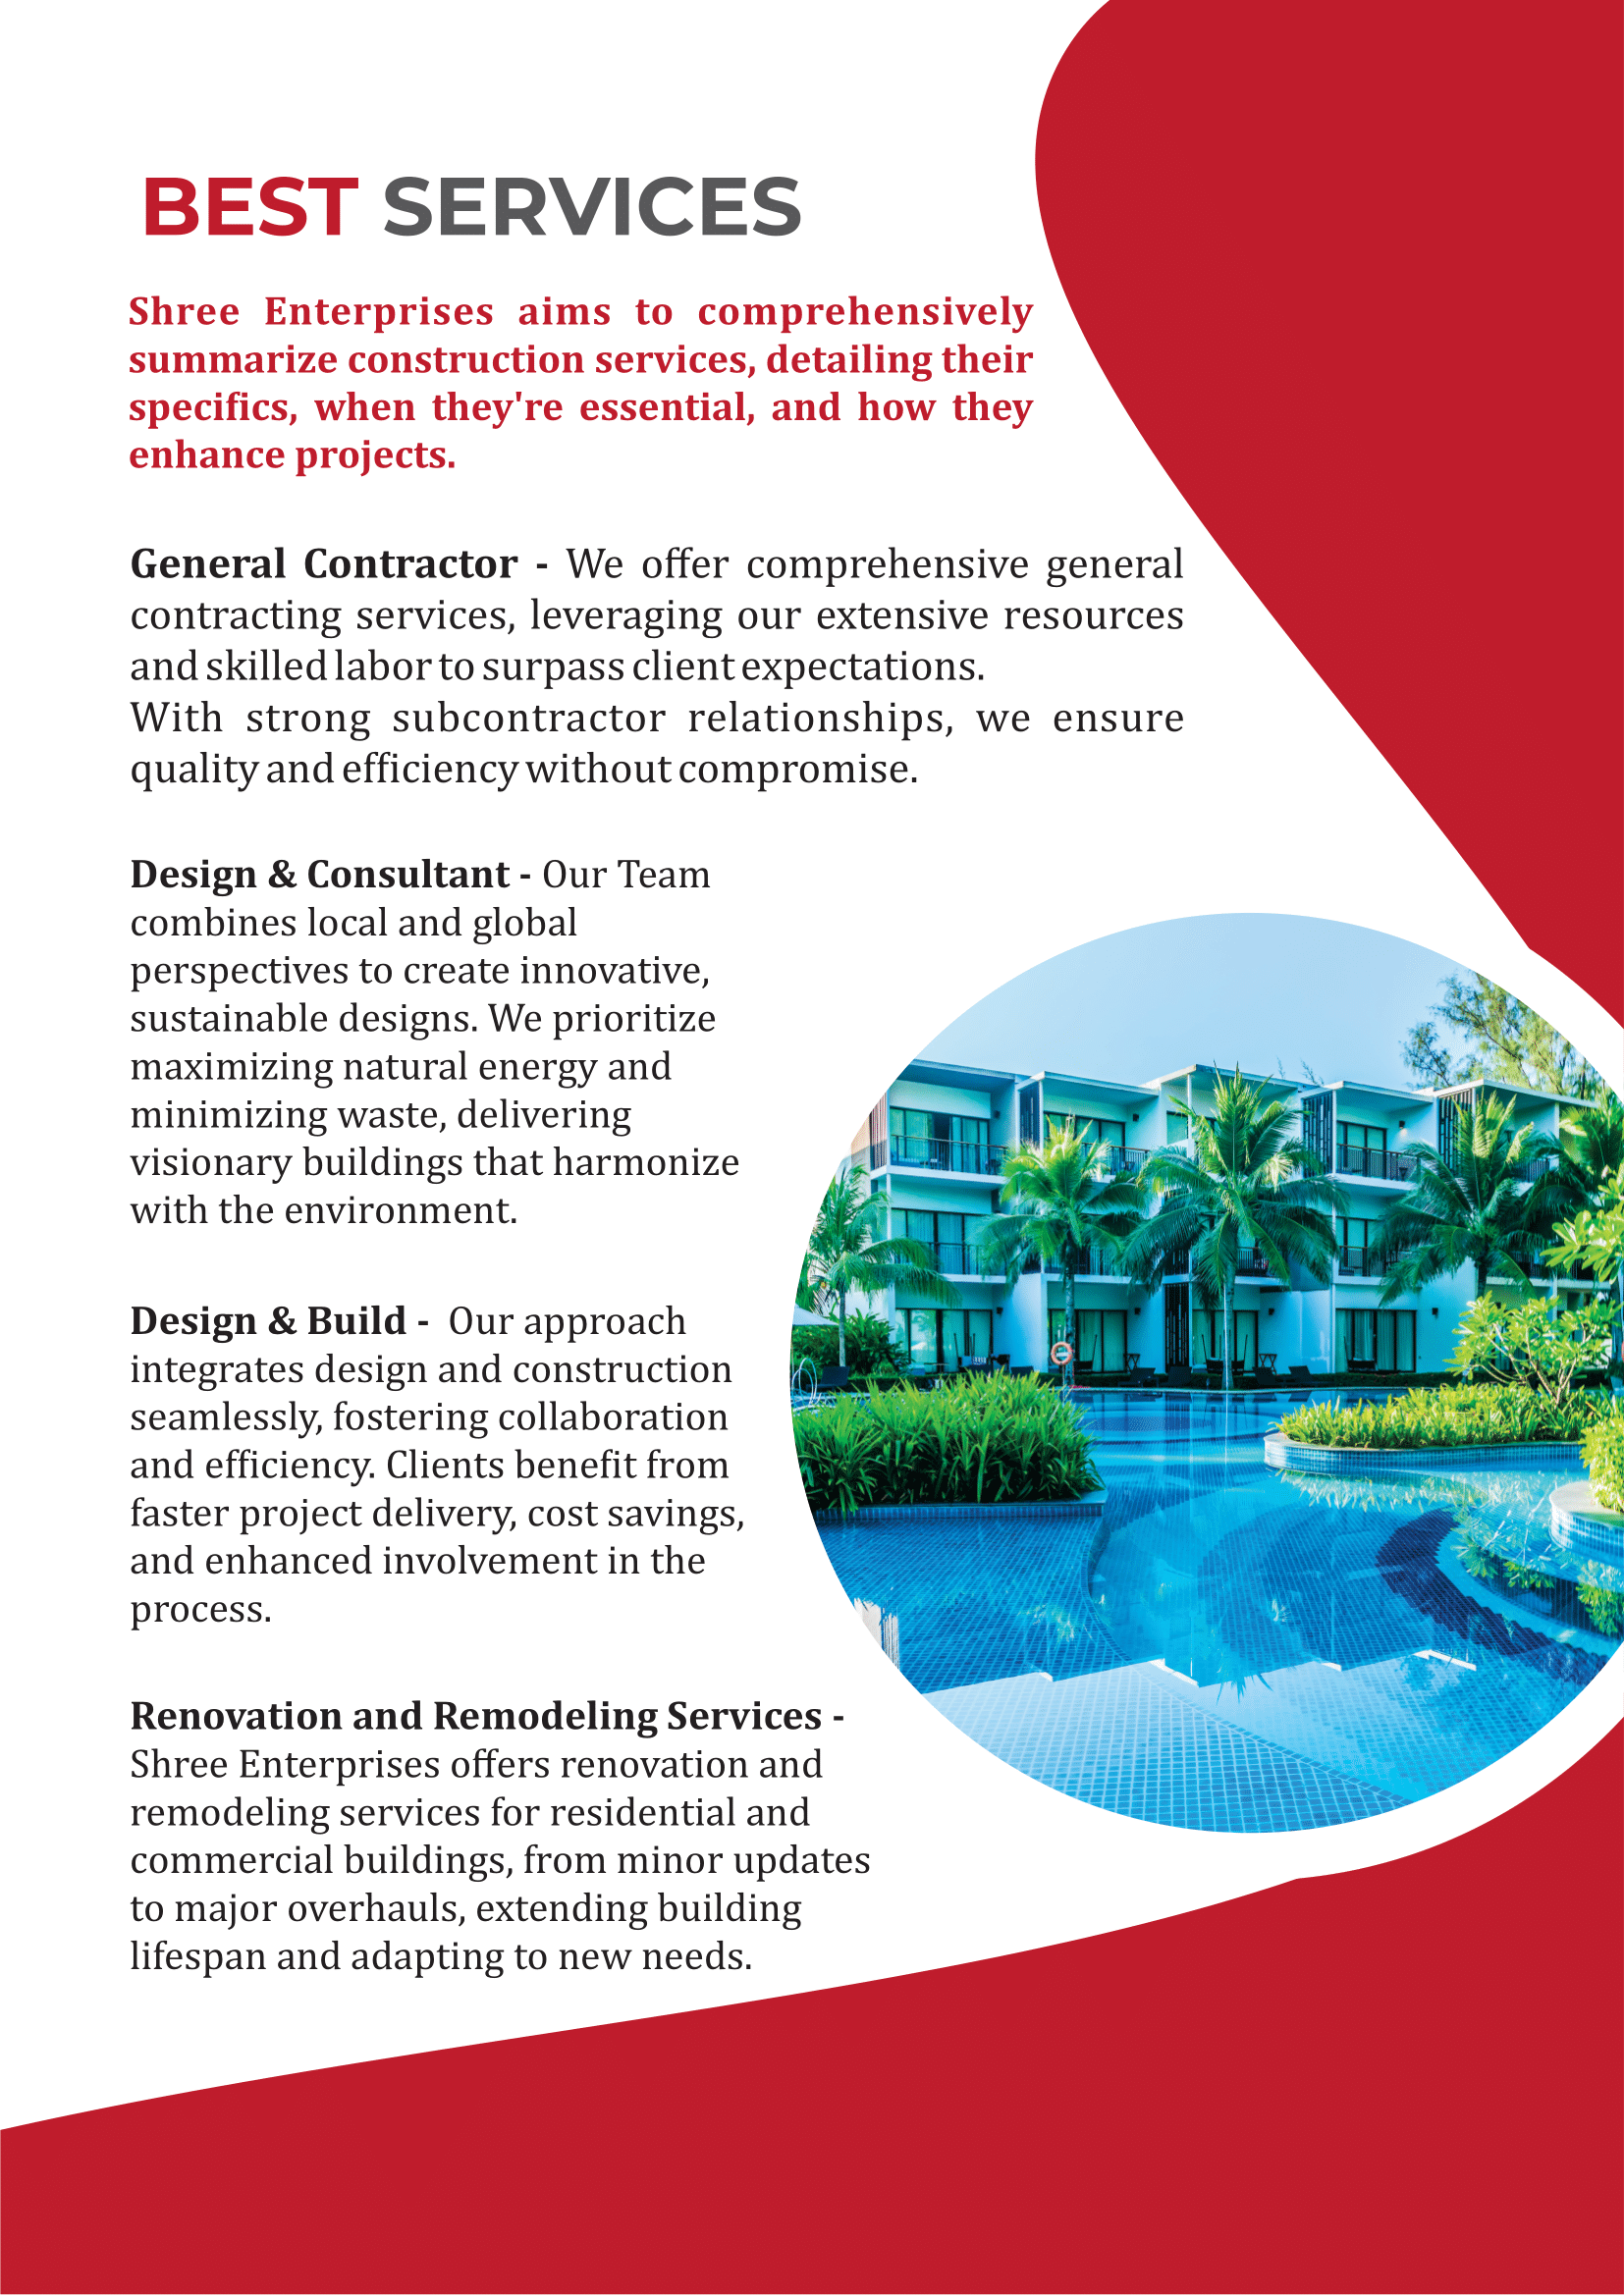 BEST SERVICES
Shree Enterprises aims to comprehensively
summarize construction services, detailing their
specifics, when they're essential, and how they
enhance projects.
General Contractor - We offer comprehensive general
contracting services, leveraging our extensive resources
and skilled labor to surpass client expectations.
With strong subcontractor relationships, we ensure
quality and efficiency without compromise.
Design & Consultant - Our Team
combines local and global
perspectives to create innovative,
sustainable designs. We prioritize
maximizing natural energy and
minimizing waste, delivering
visionary buildings that harmonize
with the environment.
Design & Build - Our approach
integrates design and construction
seamlessly, fostering collaboration
and efficiency. Clients benefit from
faster project delivery, cost savings,
and enhanced involvement in the
process.
Renovation and Remodeling Services -
Shree Enterprises offers renovation and
remodeling services for residential and
commercial buildings, from minor updates
to major overhauls, extending building
lifespan and adapting to new needs.